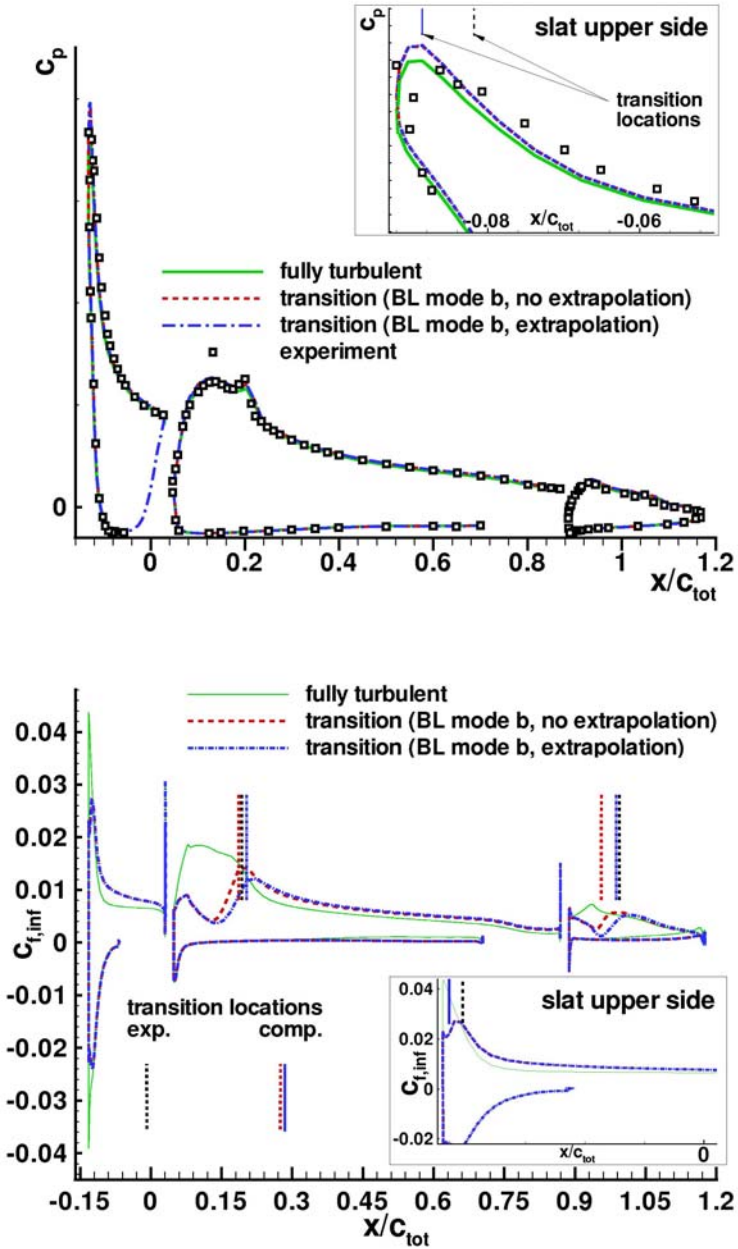 c_p
slat upper side
transition
locations
c_p
-0.08
x/c_tot
-0.06
fully turbulent
transition (BL mode b, no extrapolation)
transition (BL mode b, extrapolation)
experiment
0
0 0.2 0.4 0.6 0.8 1 1.2
x/c_tot
fully turbulent
transition (BL mode b, no extrapolation)
transition (BL mode b, extrapolation)
0.04
0.03
0.02
0.01
0
-0.01
-0.02
-0.03
-0.04
c_f,inf
transition locations
exp. comp.
slat upper side
0.04
0.02
0
-0.02
c_f,inf
x/c_tot
0
-0.15 0 0.15 0.3 0.45 0.6 0.75 0.9 1.05 1.2
x/c_tot